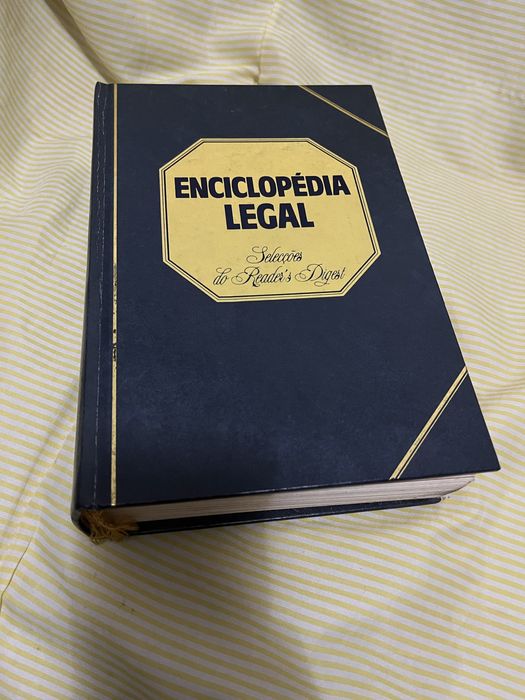 ENCICLOPÉDIA
LEGAL
Selecções
do Reader's Digest